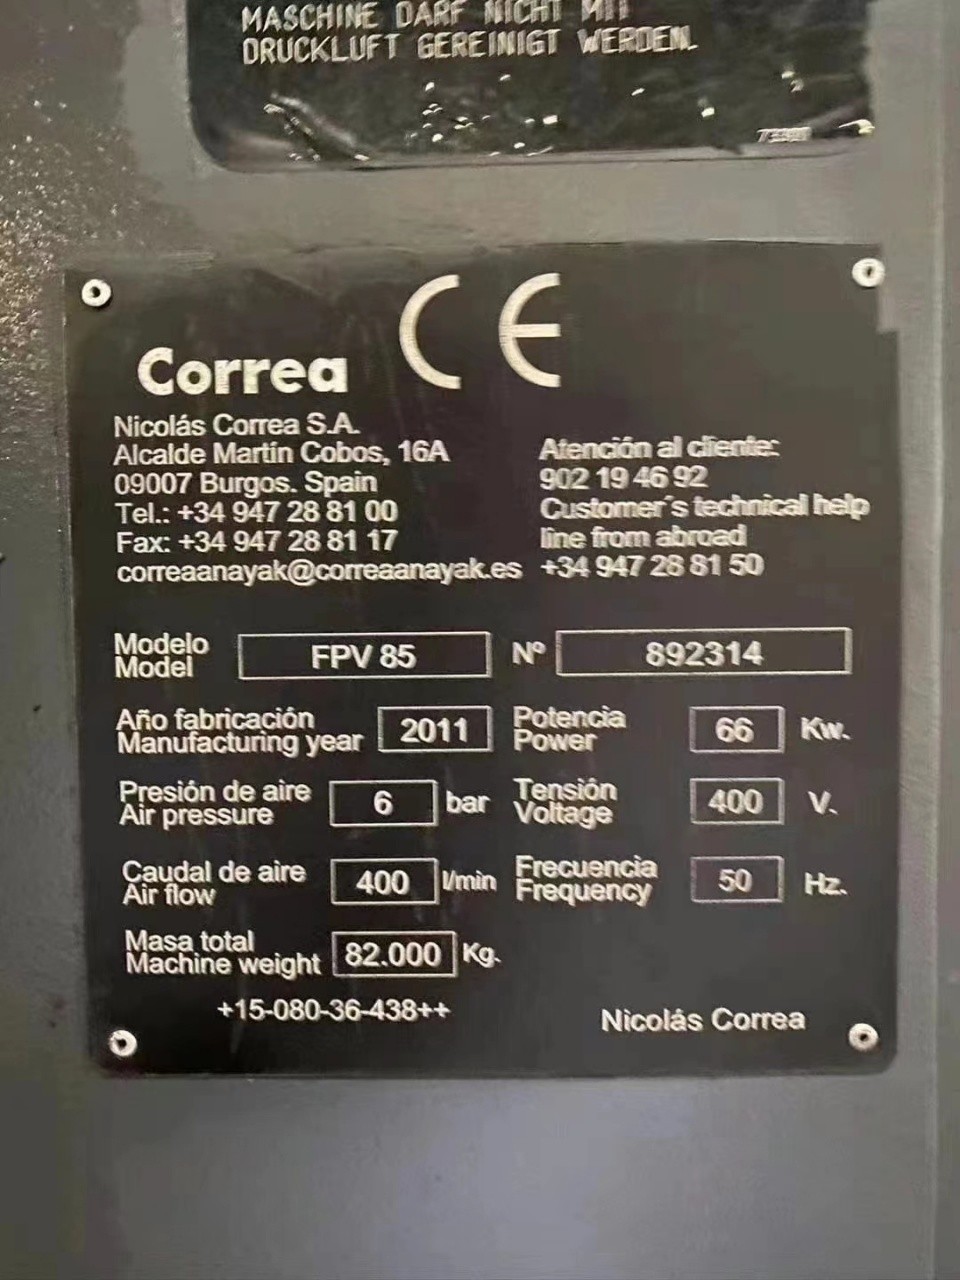 MASCHINE DARF NICHT MIT
DRUCKLUFT GEREINIGT WERDEN.
CE
Correa
Nicolás Correa S.A.
Alcalde Martín Cobos, 16A
09007 Burgos. Spain
Tel.: +34 947 28 81 00
Fax: +34 947 28 81 17
correaanayak@correaanayak.es
Atención al cliente:
902 19 46 92
Customer´s technical help
line from abroad
+34 947 28 81 50
Modelo
Model
FPV 85
Nº
892314
Año fabricación
Manufacturing year
2011
Potencia
Power
66
Kw.
Presión de aire
Air pressure
6
bar
Tensión
Voltage
400
V.
Caudal de aire
Air flow
400
l/min
Frecuencia
Frequency
50
Hz.
Masa total
Machine weight
82.000
Kg.
+15-080-36-438++
Nicolás Correa